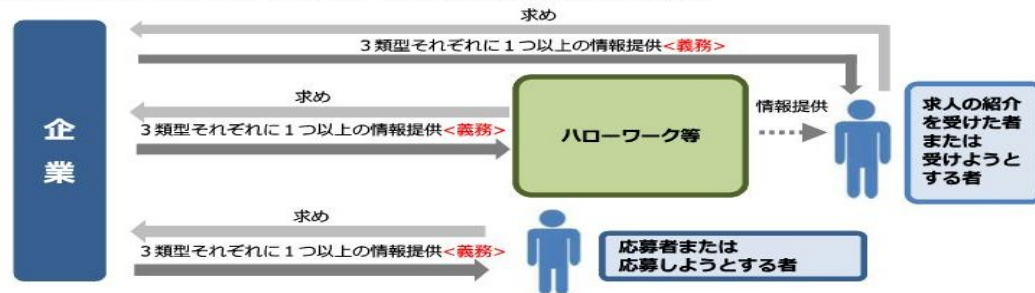 求め
3類型それぞれに1つ以上の情報提供<義務>
求め
3類型それぞれに1つ以上の情報提供<義務>
企
業
ハローワーク等
情報提供
求人の紹介
を受けた者
または
受けようと
する者
求め
3類型それぞれに1つ以上の情報提供<義務>
応募者または
応募しようとする者